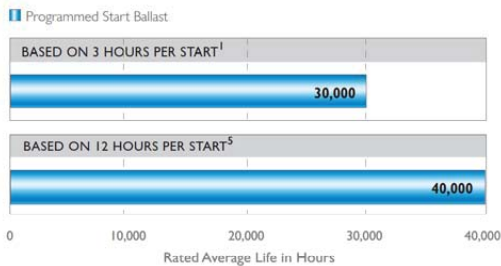 Programmed Start Ballast
BASED ON 3 HOURS PER START¹
30,000
BASED ON 12 HOURS PER START⁵
40,000
0 10,000 20,000 30,000 40,000
Rated Average Life in Hours